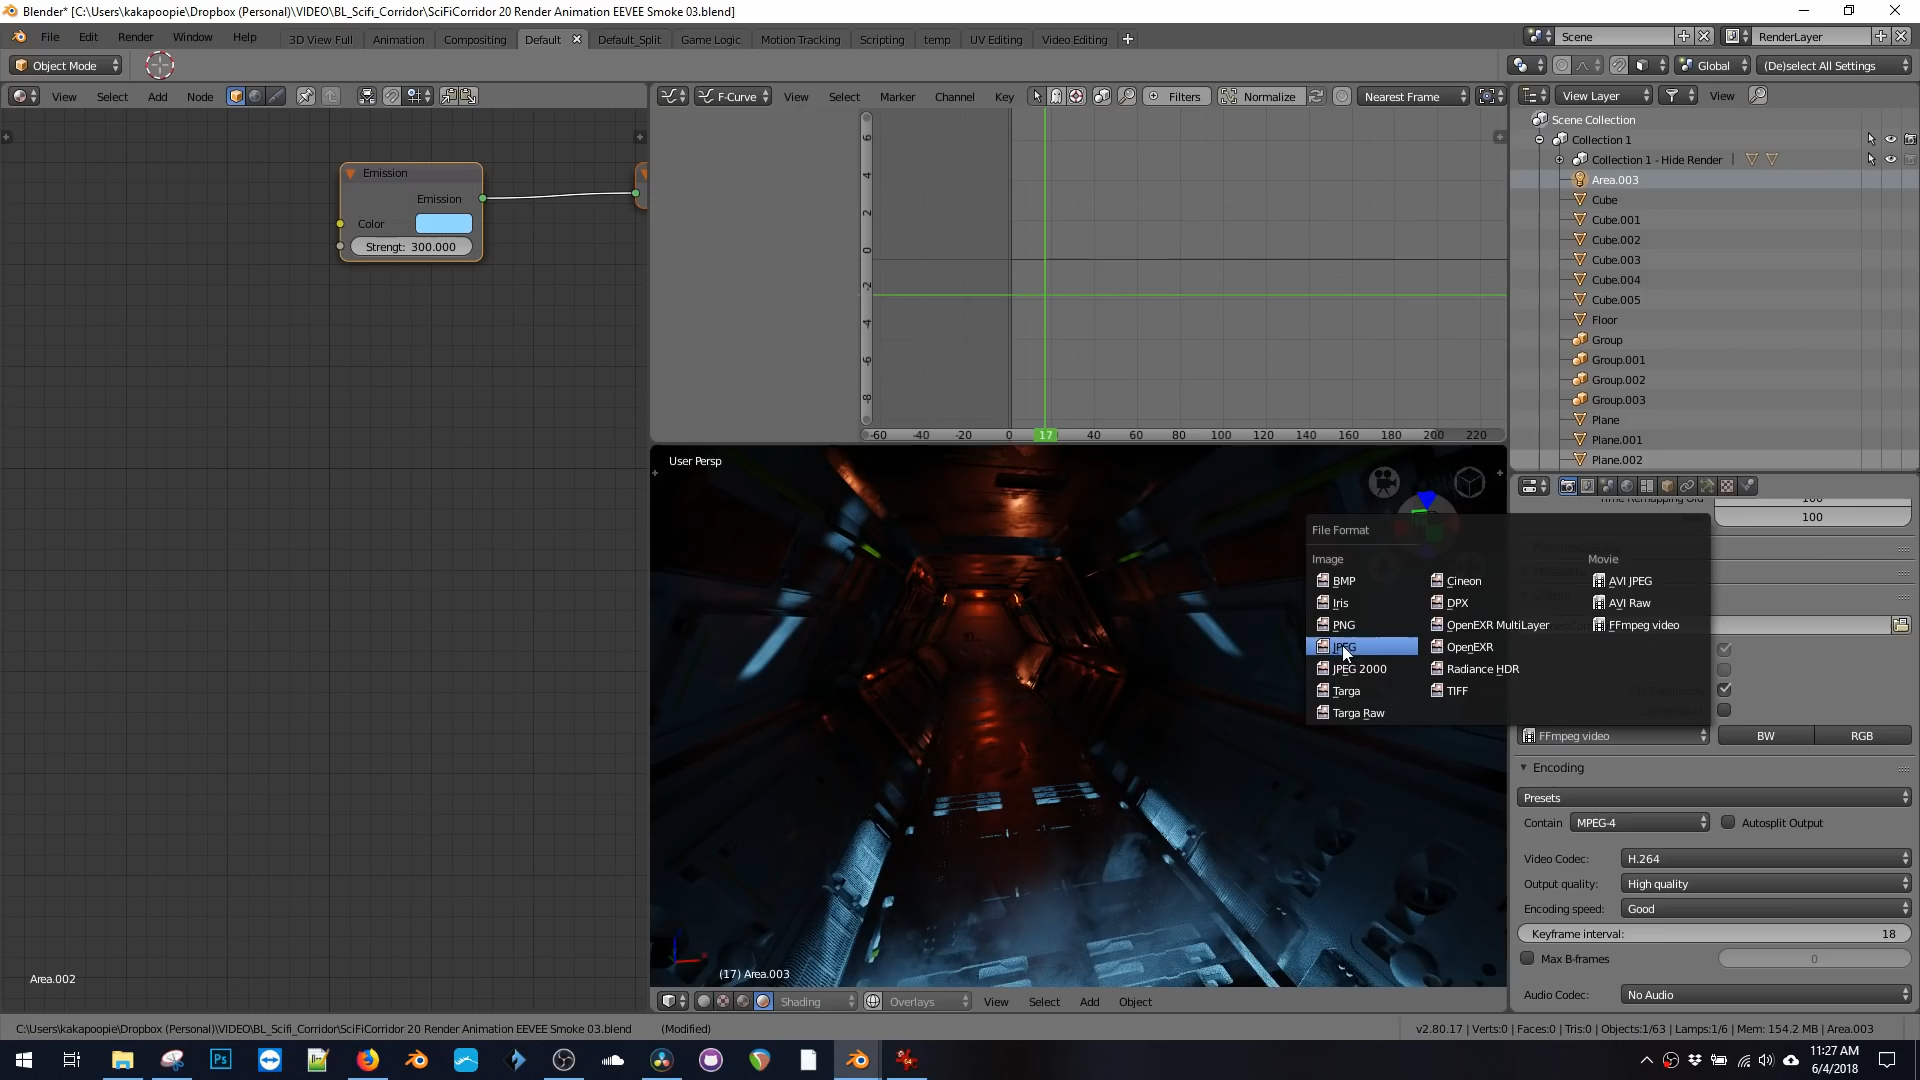 Blender* [C:\Users\kakapoopie\Dropbox (Personal)\VIDEO\BL_Scifi_Corridor\SciFiCorridor 20 Render Animation EEVEE Smoke 03.blend]
File Edit Render Window Help 3D View Full Animation Compositing Default Default_Split Game Logic Motion Tracking Scripting temp UV Editing Video Editing Scene RenderLayer
Object Mode Global (De)select All Settings
View Select Add Node F-Curve View Select Marker Channel Key Filters Normalize Nearest Frame View Layer View
Scene Collection
Collection 1
Collection 1 - Hide Render
Area.003
Cube
Cube.001
Cube.002
Cube.003
Cube.004
Cube.005
Floor
Group
Group.001
Group.002
Group.003
Plane
Plane.001
Plane.002
Emission
Emission
Color
Strengt: 300.000
6
4
2
0
-2
-4
-6
-8
-60 -40 -20 0 17 40 60 80 100 120 140 160 180 200 220
User Persp
100
File Format
Image
BMP
Iris
PNG
JPEG
JPEG 2000
Targa
Targa Raw
Cineon
DPX
OpenEXR MultiLayer
OpenEXR
Radiance HDR
TIFF
Movie
AVI JPEG
AVI Raw
FFmpeg video
FFmpeg video BW RGB
Encoding
Presets
Contain MPEG-4 Autosplit Output
Video Codec: H.264
Output quality: High quality
Encoding speed: Good
Keyframe interval: 18
Max B-frames 0
Audio Codec: No Audio
Area.002
(17) Area.003
Shading Overlays View Select Add Object
C:\Users\kakapoopie\Dropbox (Personal)\VIDEO\BL_Scifi_Corridor\SciFiCorridor 20 Render Animation EEVEE Smoke 03.blend (Modified)
v2.80.17 | Verts:0 | Faces:0 | Tris:0 | Objects:1/63 | Lamps:1/6 | Mem: 154.2 MB | Area.003
Ps
11:27 AM
6/4/2018